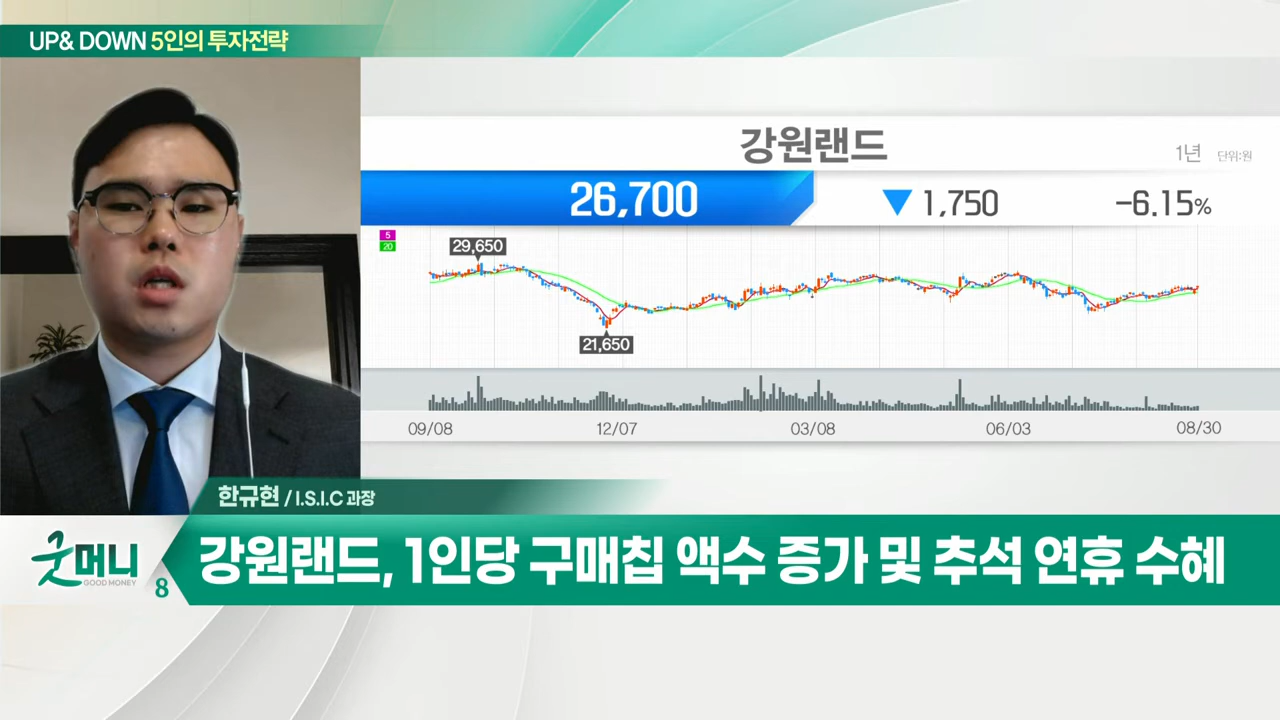 UP& DOWN 5인의 투자전략
강원랜드
1년 단위:원
26,700 ▼ 1,750 -6.15%
5
20
29,650
21,650
09/08 12/07 03/08 06/03 08/30
한규현 / I.S.I.C 과장
굿머니
GOOD MONEY
8
강원랜드, 1인당 구매칩 액수 증가 및 추석 연휴 수혜